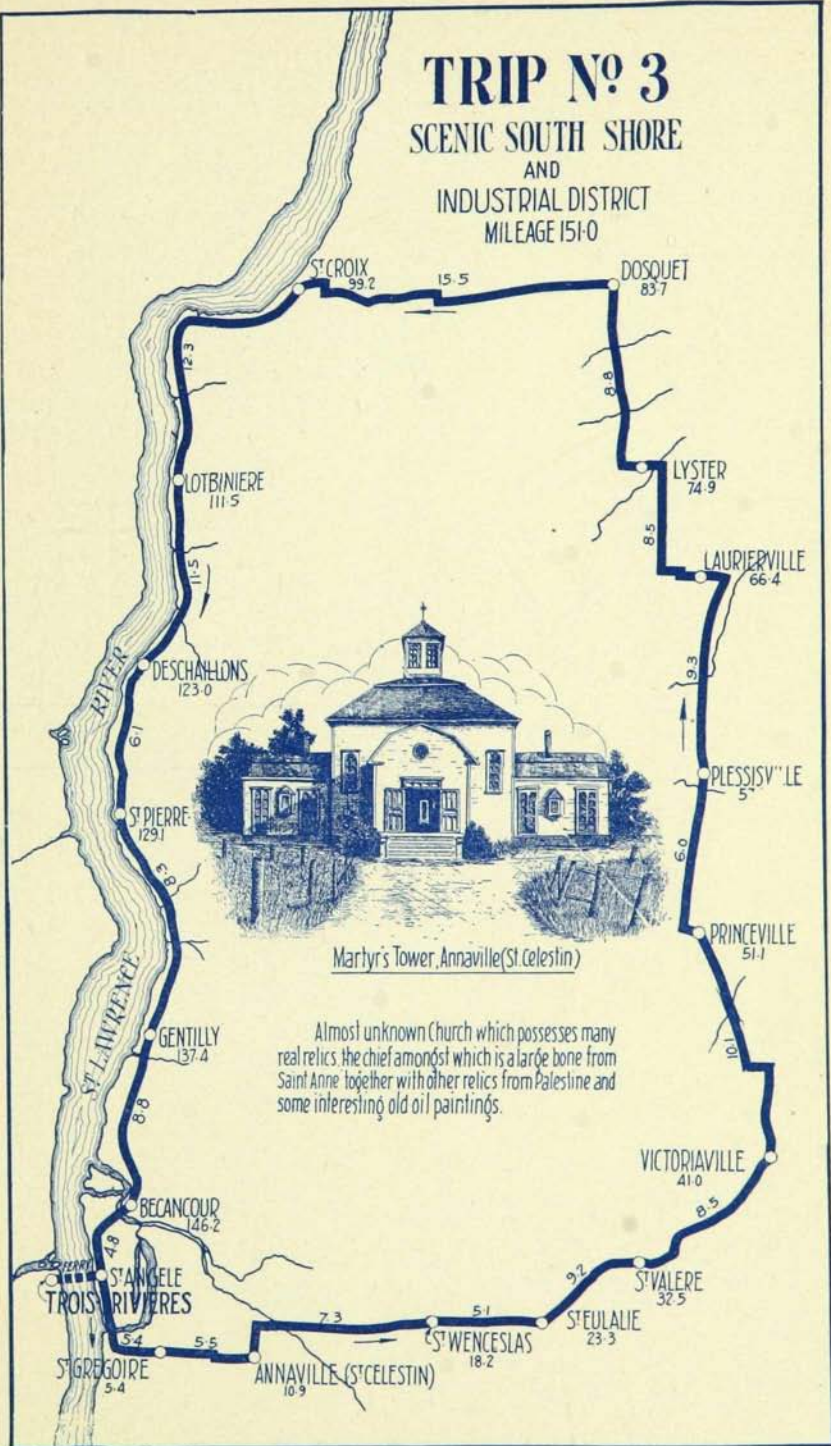 TRIP Nº 3
SCENIC SOUTH SHORE
AND
INDUSTRIAL DISTRICT
MILEAGE 151·0
ST CROIX
99.2
15.5
DOSQUET
83·7
12.3
8.8
LOTBINIERE
111·5
LYSTER
74.9
8.5
11.5
LAURIERVILLE
66·4
DESCHAILLONS
123·0
RIVER
9.3
6.1
PLESSISV
ST PIERRE
129.1
8.3
6.0
PRINCEVILLE
51.1
Martyr's Tower, Annaville (St. Celestin)
ST LAWRENCE
GENTILLY
137.4
10.1
Almost unknown Church which possesses many
real relics, the chief amongst which is a large bone from
Saint Anne together with other relics from Palestine and
some interesting old oil paintings.
8.8
VICTORIAVILLE
41.0
BECANCOUR
146.2
8.5
4.8
FERRY
ST ANGELE
TROIS RIVIÈRES
9.2
ST VALERE
32.5
7.3
5.1
ST EULALIE
23.3
ST WENCESLAS
18.2
5.4
5.5
ST GREGOIRE
5.4
ANNAVILLE (ST CELESTIN)
10.9